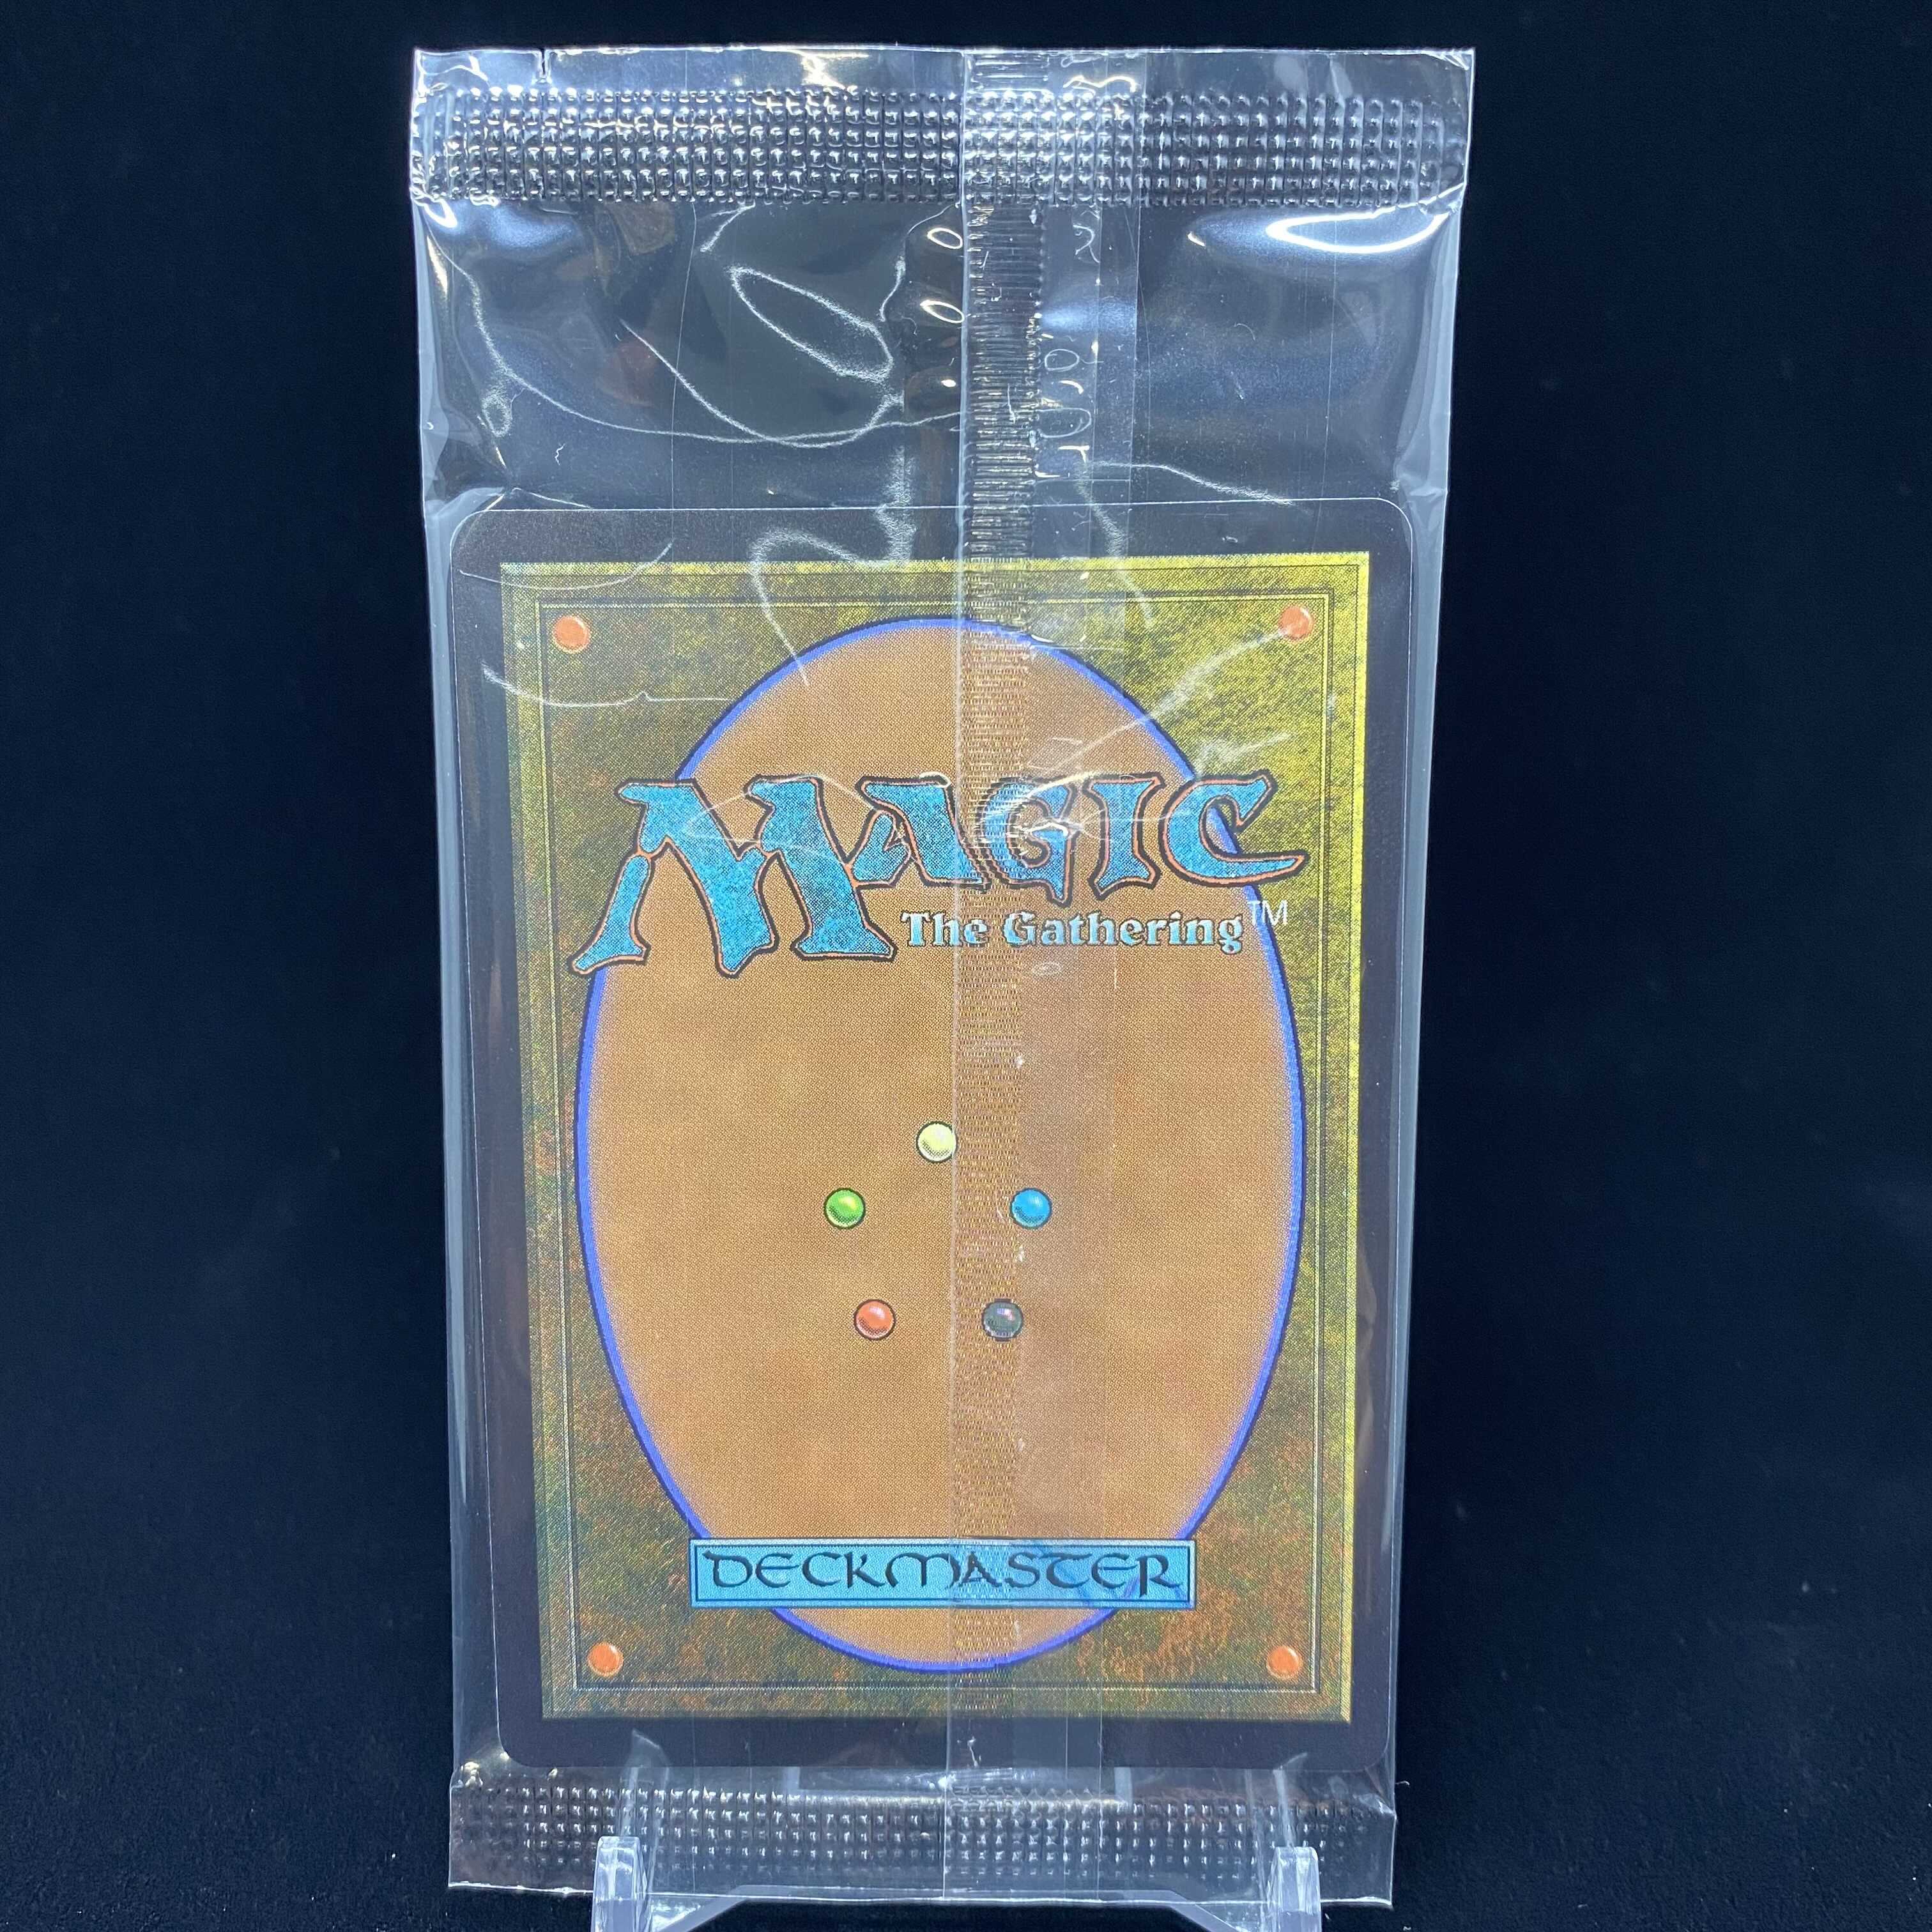 MAGIC
The Gathering™
DECKMASTER